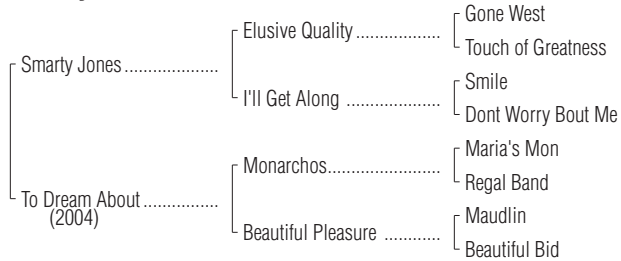 Gone West
Elusive Quality ..................
Touch of Greatness
Smarty Jones ....................
Smile
I'll Get Along ....................
Dont Worry Bout Me
Maria's Mon
Monarchos........................
Regal Band
To Dream About ................
(2004)
Maudlin
Beautiful Pleasure ............
Beautiful Bid